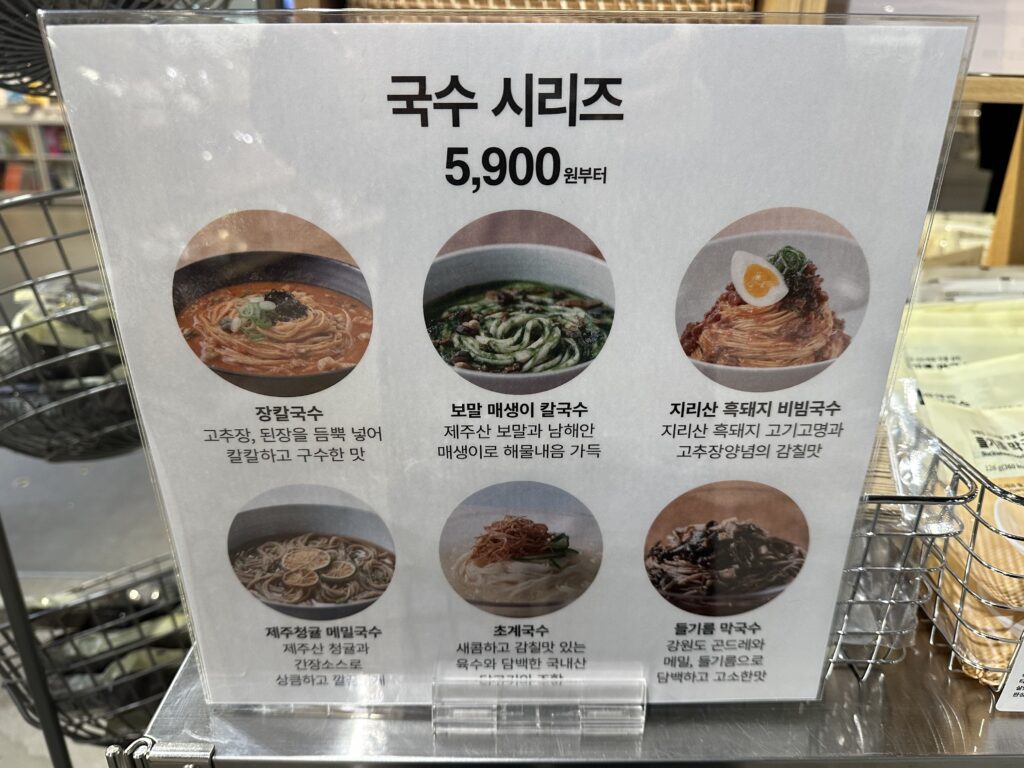 국수 시리즈
5,900원부터
장칼국수
고추장, 된장을 듬뿍 넣어
칼칼하고 구수한 맛
보말 매생이 칼국수
제주산 보말과 남해안
매생이로 해물내음 가득
지리산 흑돼지 비빔국수
지리산 흑돼지 고기고명과
고추장양념의 감칠맛
제주청귤 메밀국수
제주산 청귤과
간장소스로
상큼하고
초계국수
새콤하고 감칠맛 있는
육수와 담백한 국내산
닭고기의 조합
들기름 막국수
강원도 곤드레와
메밀, 들기름으로
담백하고 고소한맛